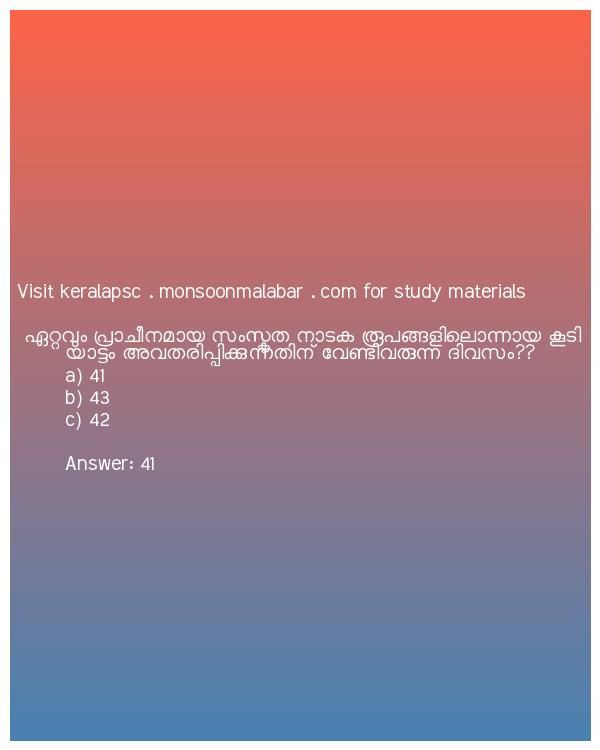 Visit keralapsc . monsoonmalabar . com for study materials
ഏറ്റവും പ്രാചീനമായ സംസ്കൃത നാടക രൂപങ്ങളിലൊന്നായ കൂടി
യാട്ടം അവതരിപ്പിക്കുന്നതിന് വേണ്ടിവരുന്ന ദിവസം??
a) 41
b) 43
c) 42
Answer: 41